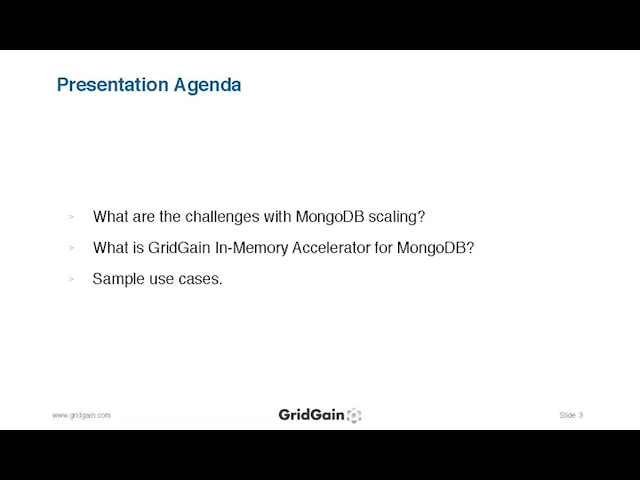 Presentation Agenda
> What are the challenges with MongoDB scaling?
> What is GridGain In-Memory Accelerator for MongoDB?
> Sample use cases.
www.gridgain.com
GridGain
Slide 3